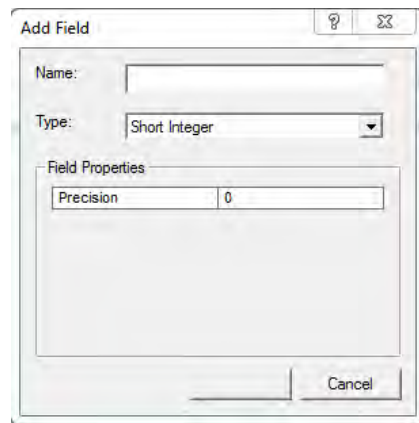 Add Field
Name:
Type:
Short Integer
Field Properties
Precision 0
Cancel